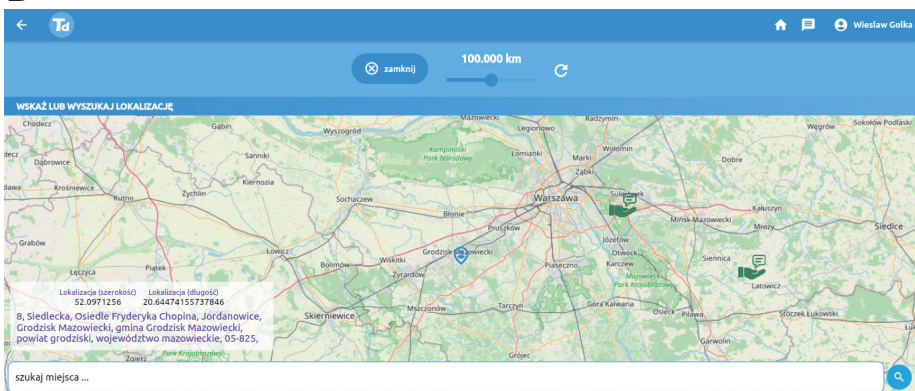 Td
Wieslaw Golka
zamknij
100.000 km
WSKAŻ LUB WYSZUKAJ LOKALIZACJĘ
Chodecz
Gąbin
Wyszogród
Mazowiecki
Legionowo
Radzymin
Węgrów
Sokołów Podlaski
Dąbrowice
Sanniki
Kampinoski
Park Narodowy
Łomianki
Marki
Wołomin
Dobre
Ząbki
Krośniewice
Kutno
Żychlin
Kiernozia
Sochaczew
Warszawa
Sulejówek
Kałuszyn
Błonie
Mińsk Mazowiecki
Mrozy
Siedlce
Pruszków
Grabów
Łowicz
Bolimów
Wiskitki
Grodzisk Mazowiecki
Józefów
Otwock
Siennica
Łęczyca
Piątek
Żyrardów
Piaseczno
Karczew
Latowicz
Mazowiecki
Park Krajobrazowy
Lokalizacja (szerokość) Lokalizacja (długość)
52.0971256 20.64474155737846
8, Siedlecka, Osiedle Fryderyka Chopina, Jordanowice,
Grodzisk Mazowiecki, gmina Grodzisk Mazowiecki,
powiat grodziski, województwo mazowieckie, 05-825,
Skierniewice
Mszczonów
Tarczyn
Góra Kalwaria
Osieck
Pilawa
Stoczek Łukowski
Garwolin
Zgierz
Park Krajobrazowy
Grójec
szukaj miejsca ...